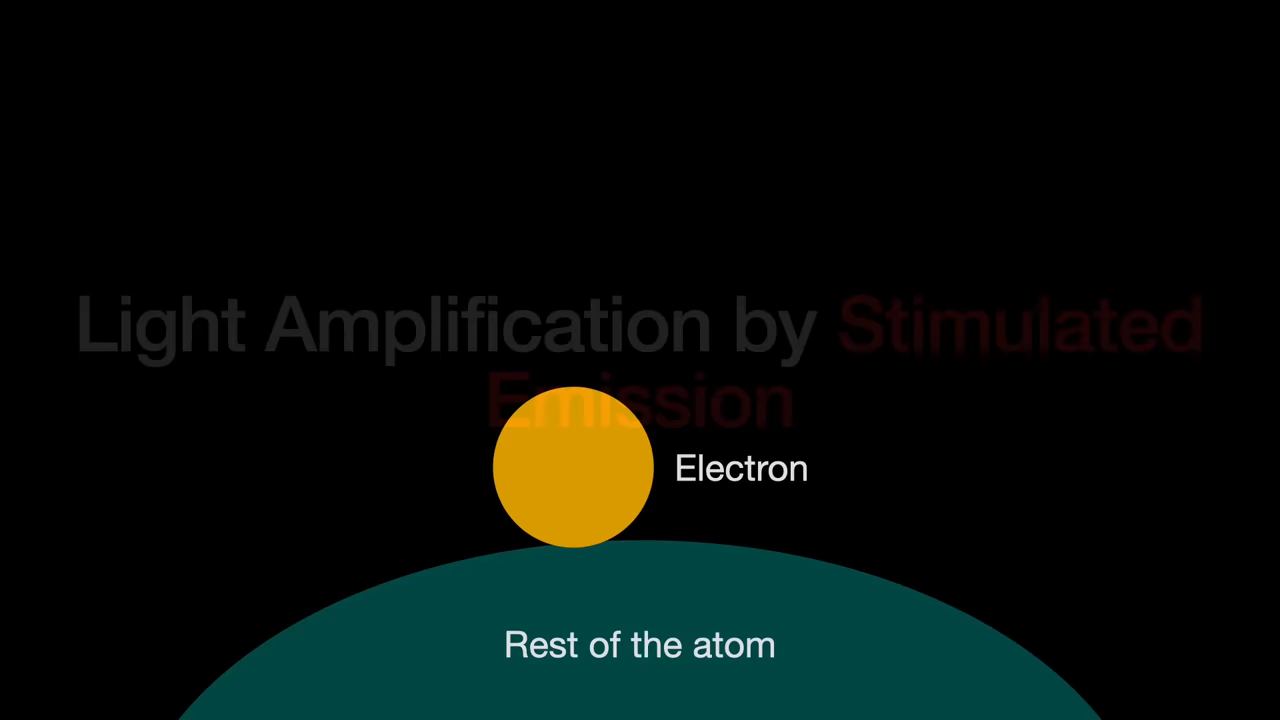 Light Amplification by Stimulated
Emission
Electron
Rest of the atom